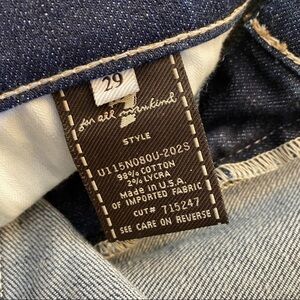 29
7
for all mankind
STYLE
U115N080U-202S
98% COTTON
2% LYCRA
Made in U.S.A.
OF IMPORTED FABRIC
CUT# 715247
SEE CARE ON REVERSE